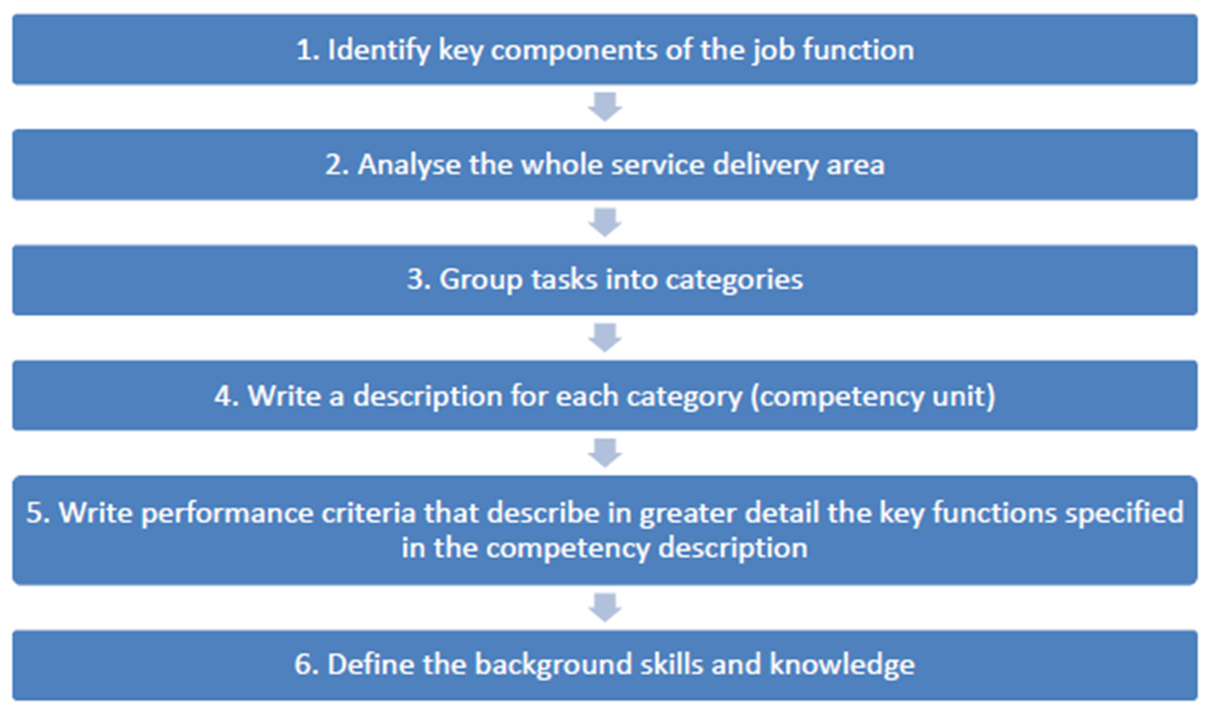 1. Identify key components of the job function
2. Analyse the whole service delivery area
3. Group tasks into categories
4. Write a description for each category (competency unit)
5. Write performance criteria that describe in greater detail the key functions specified
in the competency description
6. Define the background skills and knowledge